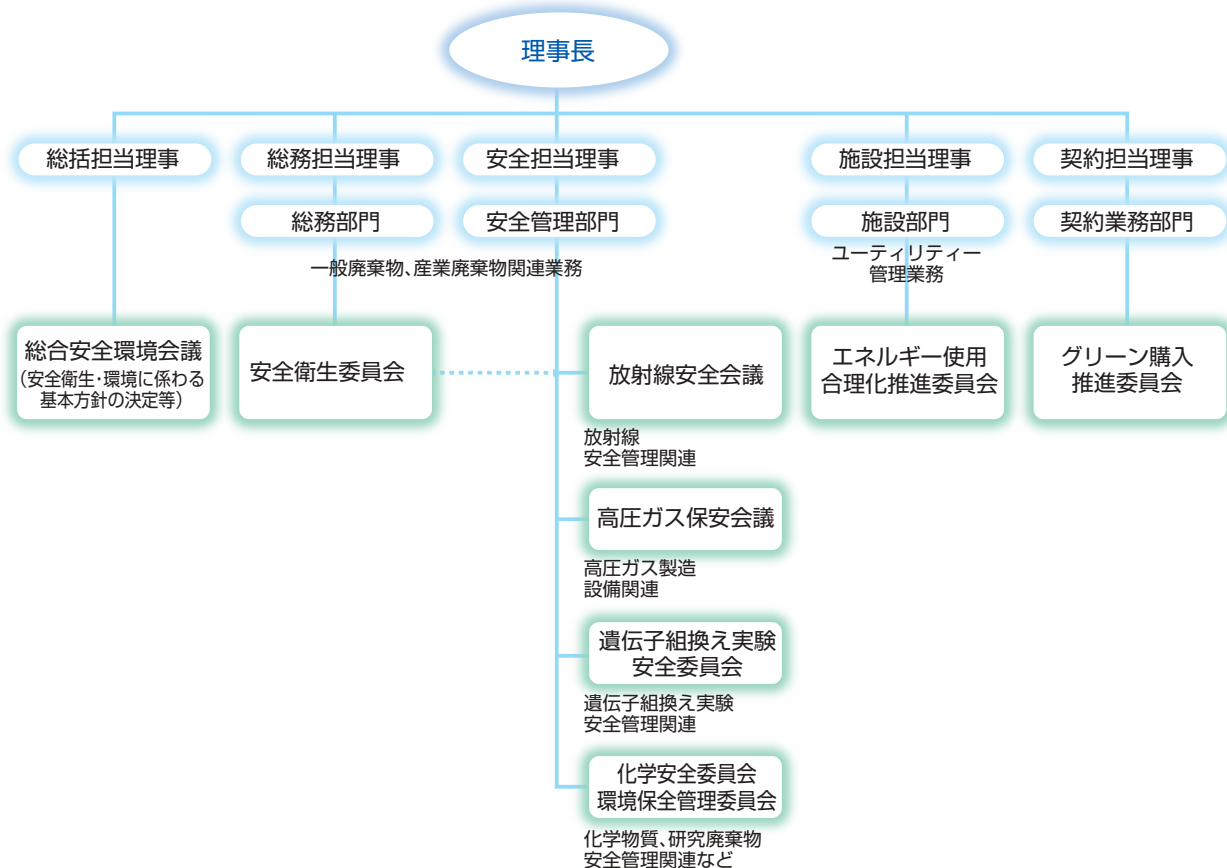 理事長
総括担当理事
総務担当理事
安全担当理事
施設担当理事
契約担当理事
総務部門
安全管理部門
施設部門
契約業務部門
ユーティリティー
管理業務
一般廃棄物、産業廃棄物関連業務
総合安全環境会議
(安全衛生・環境に係わる
基本方針の決定等)
安全衛生委員会
放射線安全会議
放射線
安全管理関連
エネルギー使用
合理化推進委員会
グリーン購入
推進委員会
高圧ガス保安会議
高圧ガス製造
設備関連
遺伝子組換え実験
安全委員会
遺伝子組換え実験
安全管理関連
化学安全委員会
環境保全管理委員会
化学物質、研究廃棄物
安全管理関連など